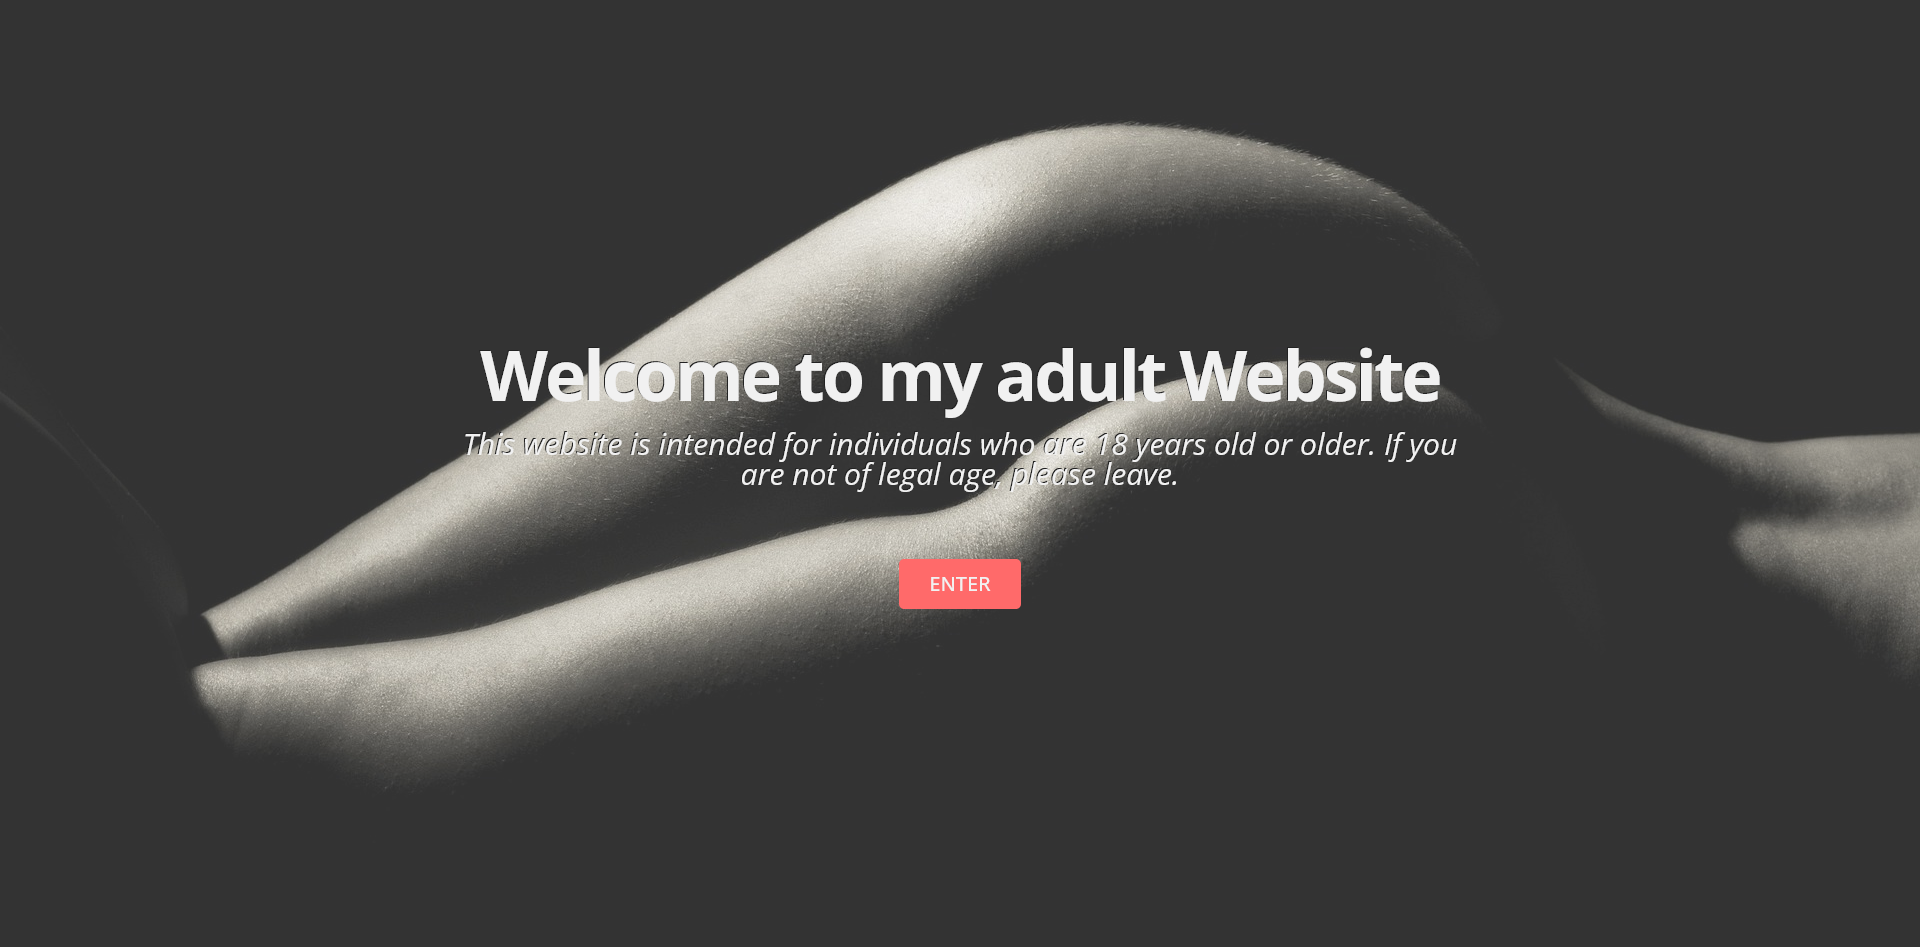 Welcome to my adult Website
This website is intended for individuals who are 18 years old or older. If you
are not of legal age, please leave.
ENTER